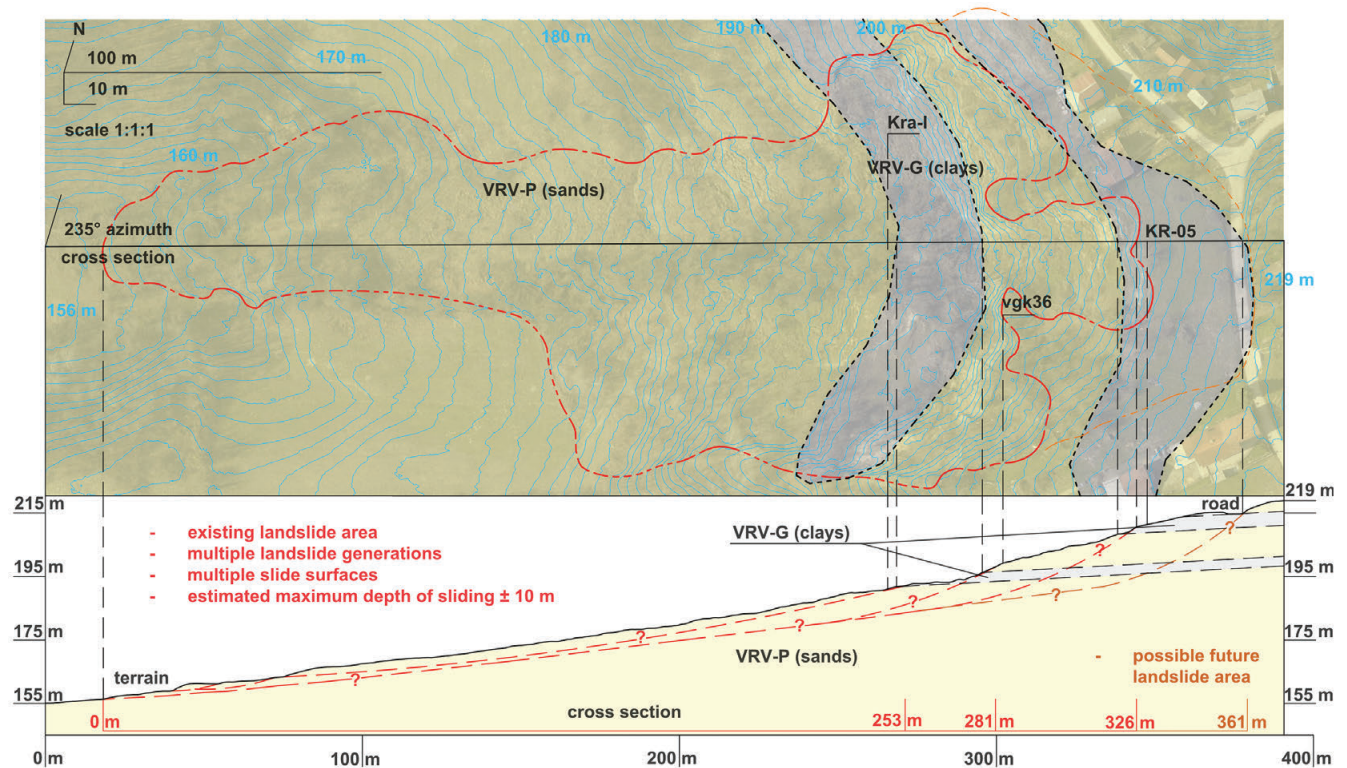 N
100 m
10 m
scale 1:1:1
160 m
170 m
180 m
190 m
200 m
210 m
Kra-I
VRV-G (clays)
VRV-P (sands)
235° azimuth
cross section
KR-05
219 m
156 m
vgk36
215 m
219 m
road
- existing landslide area
- multiple landslide generations
- multiple slide surfaces
- estimated maximum depth of sliding ± 10 m
VRV-G (clays)
?
?
195 m
195 m
?
?
?
?
?
175 m
175 m
VRV-P (sands)
- possible future
landslide area
terrain
155 m
155 m
cross section
0 m
253 m
281 m
326 m
361 m
0 m
100 m
200 m
300 m
400 m